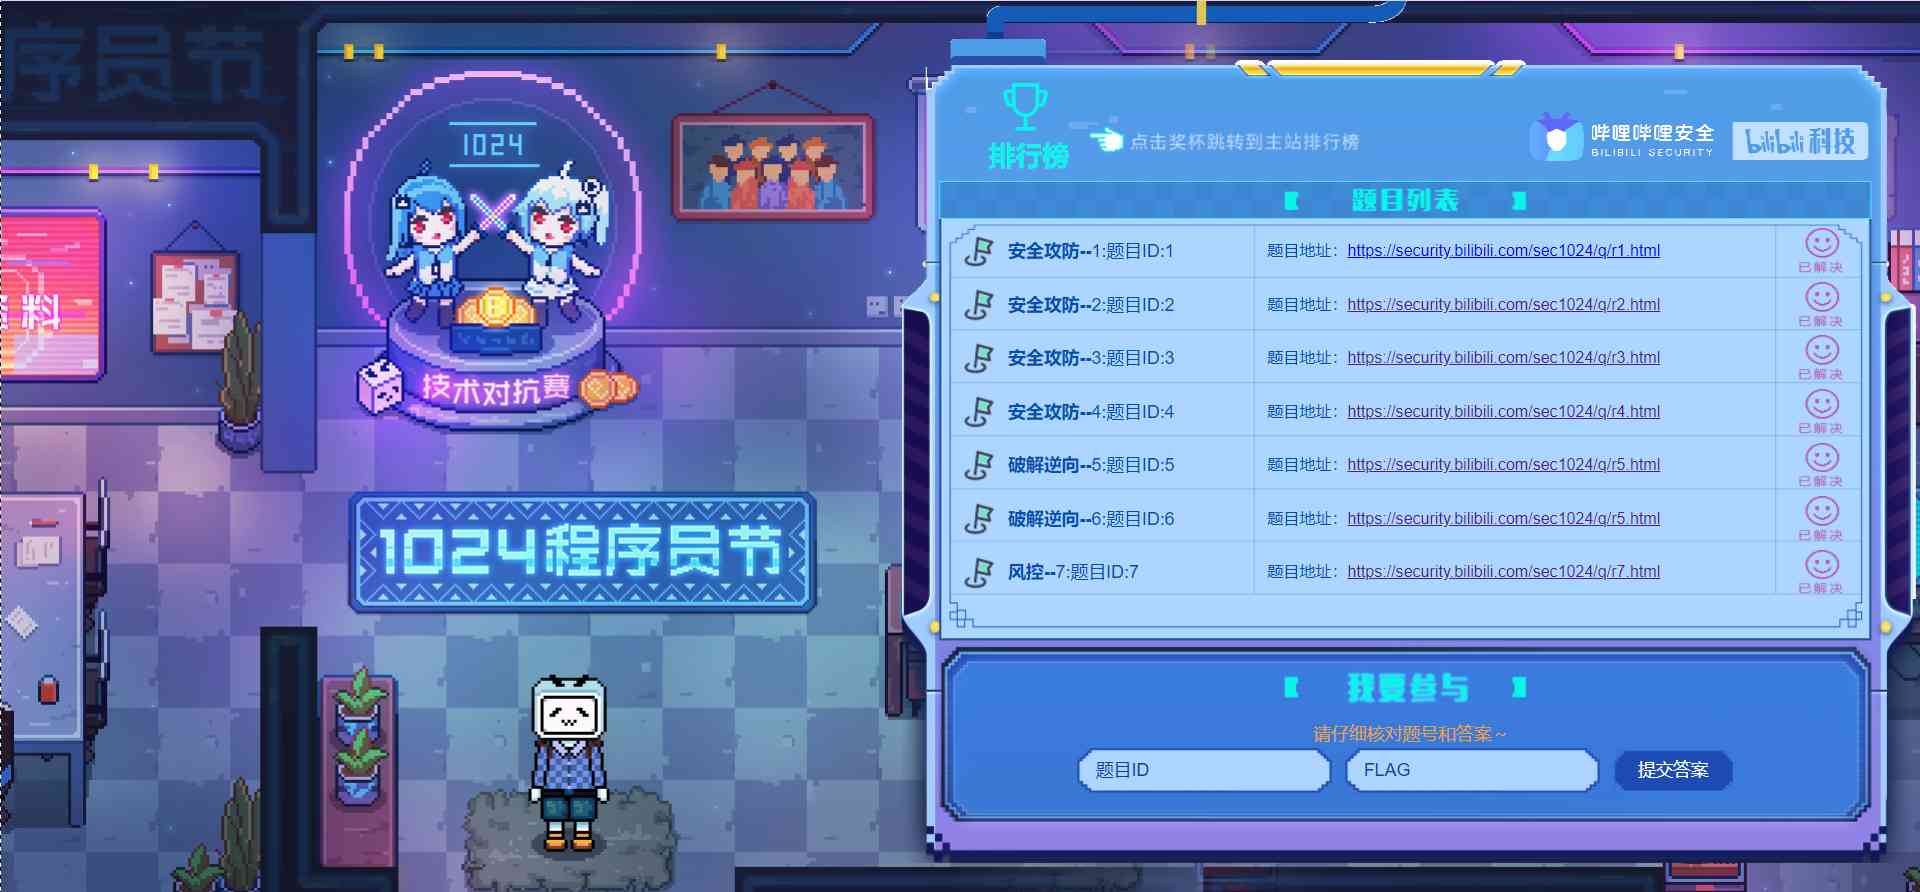 序员节
1024
料
技术对抗赛
1024程序员节
排行榜
点击奖杯跳转到主站排行榜
哔哩哔哩安全
BILIBILI SECURITY
bilibili 科技
题目列表
安全攻防--1:题目ID:1 题目地址：https://security.bilibili.com/sec1024/q/r1.html 已解决
安全攻防--2:题目ID:2 题目地址：https://security.bilibili.com/sec1024/q/r2.html 已解决
安全攻防--3:题目ID:3 题目地址：https://security.bilibili.com/sec1024/q/r3.html 已解决
安全攻防--4:题目ID:4 题目地址：https://security.bilibili.com/sec1024/q/r4.html 已解决
破解逆向--5:题目ID:5 题目地址：https://security.bilibili.com/sec1024/q/r5.html 已解决
破解逆向--6:题目ID:6 题目地址：https://security.bilibili.com/sec1024/q/r5.html 已解决
风控--7:题目ID:7 题目地址：https://security.bilibili.com/sec1024/q/r7.html 已解决
我要参与
请仔细核对题号和答案~
题目ID FLAG 提交答案